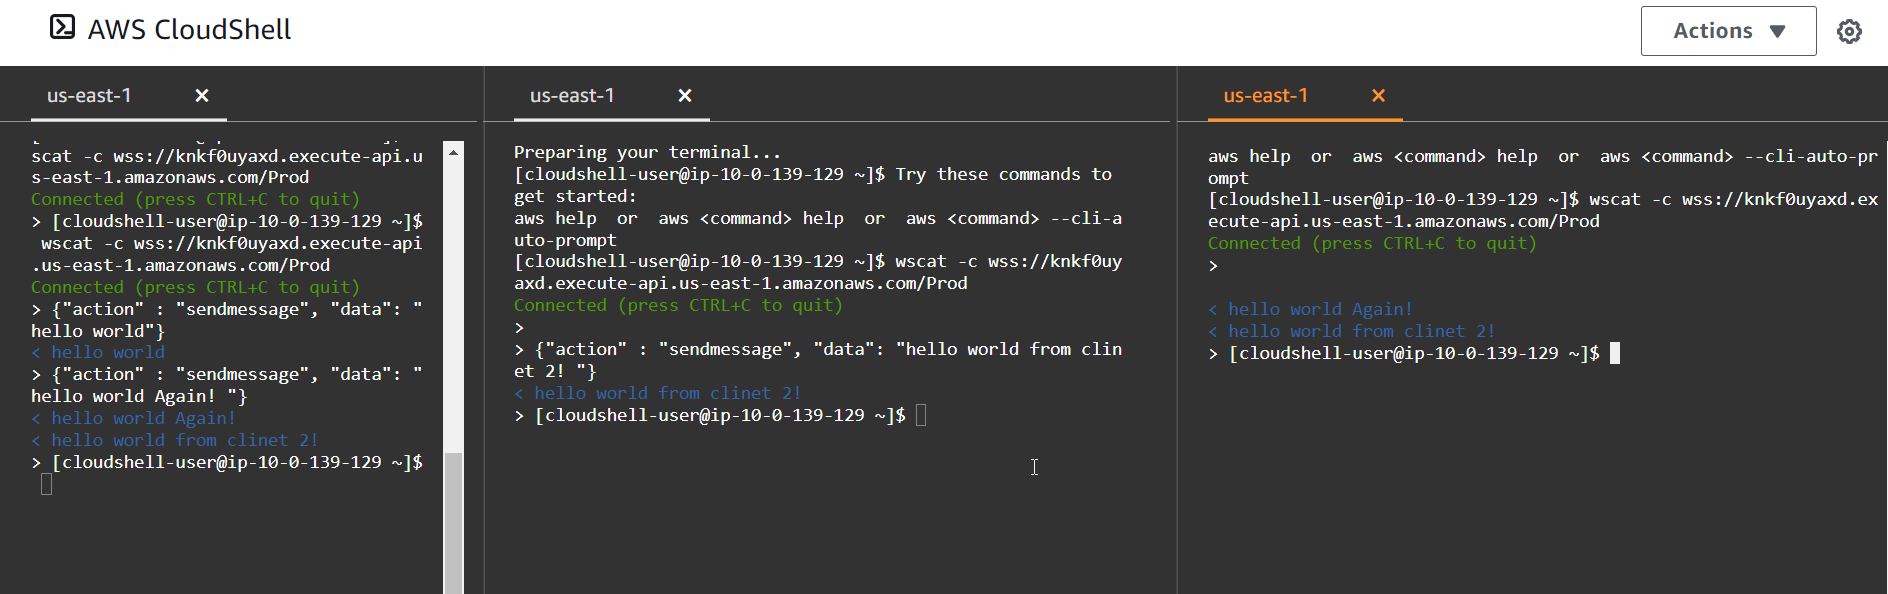 AWS CloudShell
Actions
us-east-1
scat -c wss://knkf0uyaxd.execute-api.u
s-east-1.amazonaws.com/Prod
Connected (press CTRL+C to quit)
> [cloudshell-user@ip-10-0-139-129 ~]$
wscat -c wss://knkf0uyaxd.execute-api
.us-east-1.amazonaws.com/Prod
Connected (press CTRL+C to quit)
> {"action" : "sendmessage", "data": "
hello world"}
< hello world
> {"action" : "sendmessage", "data": "
hello world Again! "}
< hello world Again!
< hello world from clinet 2!
> [cloudshell-user@ip-10-0-139-129 ~]$
us-east-1
Preparing your terminal...
[cloudshell-user@ip-10-0-139-129 ~]$ Try these commands to
get started:
aws help  or  aws <command> help  or  aws <command> --cli-a
uto-prompt
[cloudshell-user@ip-10-0-139-129 ~]$ wscat -c wss://knkf0uy
axd.execute-api.us-east-1.amazonaws.com/Prod
Connected (press CTRL+C to quit)
>
> {"action" : "sendmessage", "data": "hello world from clin
et 2! "}
< hello world from clinet 2!
> [cloudshell-user@ip-10-0-139-129 ~]$
us-east-1
aws help  or  aws <command> help  or  aws <command> --cli-auto-pr
ompt
[cloudshell-user@ip-10-0-139-129 ~]$ wscat -c wss://knkf0uyaxd.ex
ecute-api.us-east-1.amazonaws.com/Prod
Connected (press CTRL+C to quit)
>
< hello world Again!
< hello world from clinet 2!
> [cloudshell-user@ip-10-0-139-129 ~]$